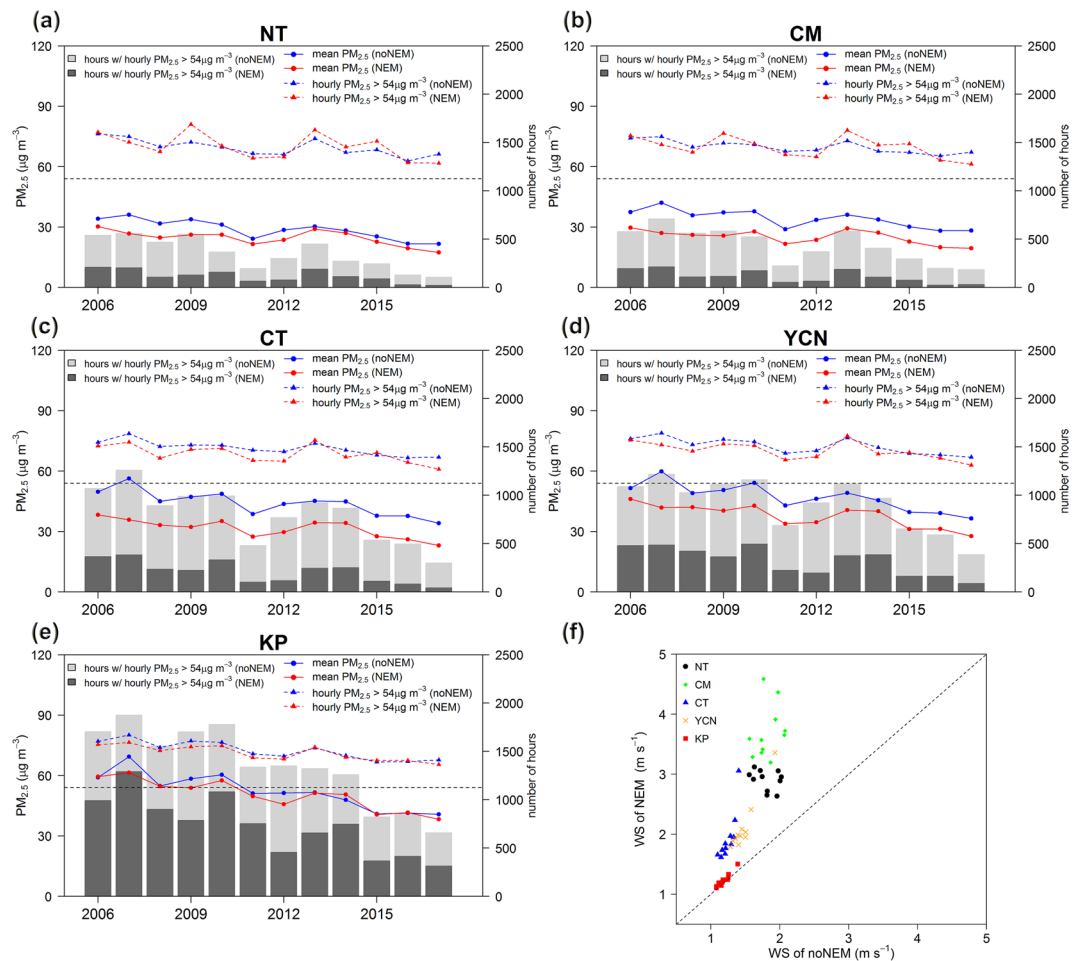 (a)
NT
hours w/ hourly PM2.5 > 54μg m−3 (noNEM)
hours w/ hourly PM2.5 > 54μg m−3 (NEM)
mean PM2.5 (noNEM)
mean PM2.5 (NEM)
hourly PM2.5 > 54μg m−3 (noNEM)
hourly PM2.5 > 54μg m−3 (NEM)
PM2.5 (μg m−3)
0 30 60 90 120
number of hours
0 500 1000 1500 2000 2500
2006 2009 2012 2015
(b)
CM
hours w/ hourly PM2.5 > 54μg m−3 (noNEM)
hours w/ hourly PM2.5 > 54μg m−3 (NEM)
mean PM2.5 (noNEM)
mean PM2.5 (NEM)
hourly PM2.5 > 54μg m−3 (noNEM)
hourly PM2.5 > 54μg m−3 (NEM)
PM2.5 (μg m−3)
0 30 60 90 120
number of hours
0 500 1000 1500 2000 2500
2006 2009 2012 2015
(c)
CT
hours w/ hourly PM2.5 > 54μg m−3 (noNEM)
hours w/ hourly PM2.5 > 54μg m−3 (NEM)
mean PM2.5 (noNEM)
mean PM2.5 (NEM)
hourly PM2.5 > 54μg m−3 (noNEM)
hourly PM2.5 > 54μg m−3 (NEM)
PM2.5 (μg m−3)
0 30 60 90 120
number of hours
0 500 1000 1500 2000 2500
2006 2009 2012 2015
(d)
YCN
hours w/ hourly PM2.5 > 54μg m−3 (noNEM)
hours w/ hourly PM2.5 > 54μg m−3 (NEM)
mean PM2.5 (noNEM)
mean PM2.5 (NEM)
hourly PM2.5 > 54μg m−3 (noNEM)
hourly PM2.5 > 54μg m−3 (NEM)
PM2.5 (μg m−3)
0 30 60 90 120
number of hours
0 500 1000 1500 2000 2500
2006 2009 2012 2015
(e)
KP
hours w/ hourly PM2.5 > 54μg m−3 (noNEM)
hours w/ hourly PM2.5 > 54μg m−3 (NEM)
mean PM2.5 (noNEM)
mean PM2.5 (NEM)
hourly PM2.5 > 54μg m−3 (noNEM)
hourly PM2.5 > 54μg m−3 (NEM)
PM2.5 (μg m−3)
0 30 60 90 120
number of hours
0 500 1000 1500 2000 2500
2006 2009 2012 2015
(f)
NT
CM
CT
YCN
KP
WS of NEM (m s−1)
1 2 3 4 5
1 2 3 4 5
WS of noNEM (m s−1)